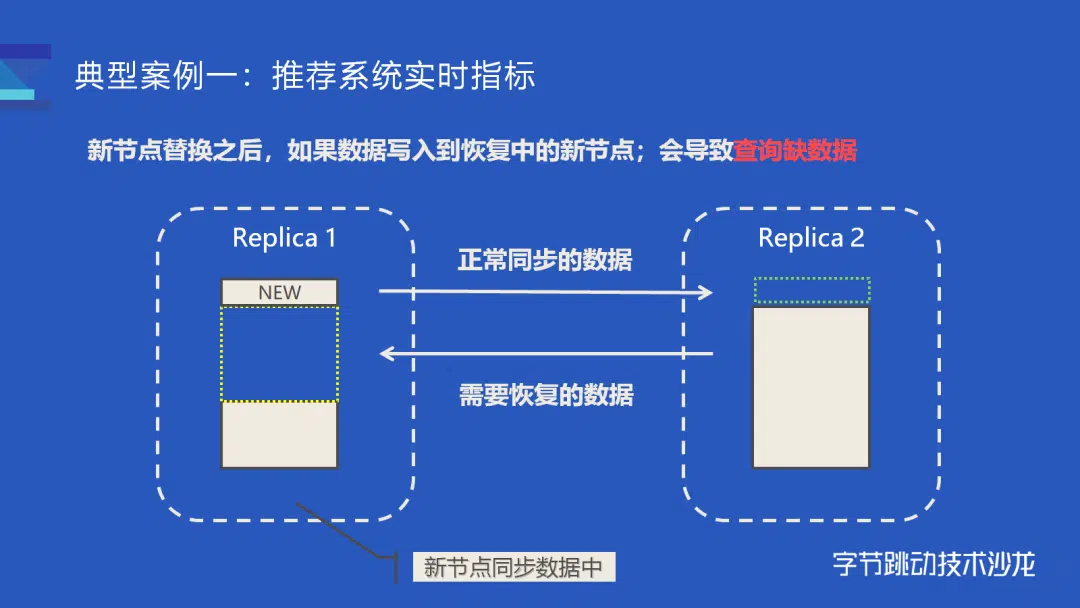 典型案例一：推荐系统实时指标
新节点替换之后，如果数据写入到恢复中的新节点；会导致查询缺数据
Replica 1
Replica 2
正常同步的数据
NEW
需要恢复的数据
新节点同步数据中
字节跳动技术沙龙